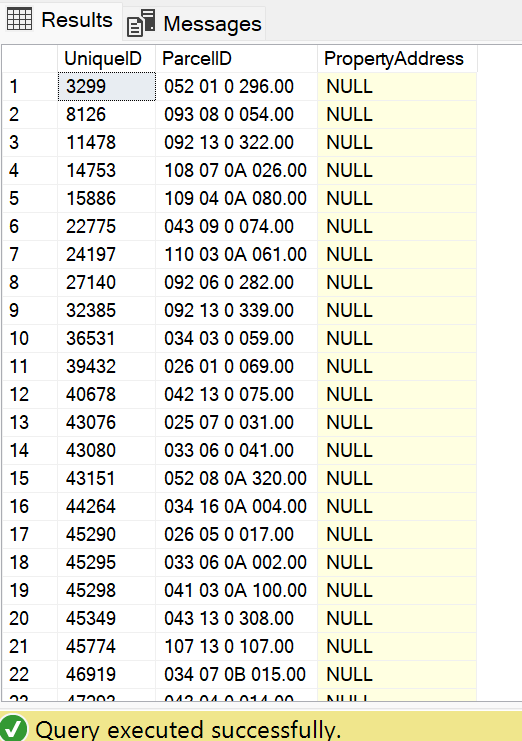 Results Messages
UniqueID ParcelID PropertyAddress
1 3299 052 01 0 296.00 NULL
2 8126 093 08 0 054.00 NULL
3 11478 092 13 0 322.00 NULL
4 14753 108 07 0A 026.00 NULL
5 15886 109 04 0A 080.00 NULL
6 22775 043 09 0 074.00 NULL
7 24197 110 03 0A 061.00 NULL
8 27140 092 06 0 282.00 NULL
9 32385 092 13 0 339.00 NULL
10 36531 034 03 0 059.00 NULL
11 39432 026 01 0 069.00 NULL
12 40678 042 13 0 075.00 NULL
13 43076 025 07 0 031.00 NULL
14 43080 033 06 0 041.00 NULL
15 43151 052 08 0A 320.00 NULL
16 44264 034 16 0A 004.00 NULL
17 45290 026 05 0 017.00 NULL
18 45295 033 06 0A 002.00 NULL
19 45298 041 03 0A 100.00 NULL
20 45349 043 13 0 308.00 NULL
21 45774 107 13 0 107.00 NULL
22 46919 034 07 0B 015.00 NULL
NULL
Query executed successfully.